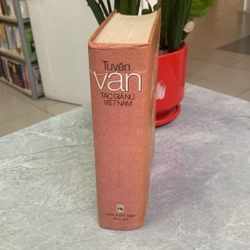 Tuyển
văn
TÁC GIẢ NỮ
VIỆT NAM